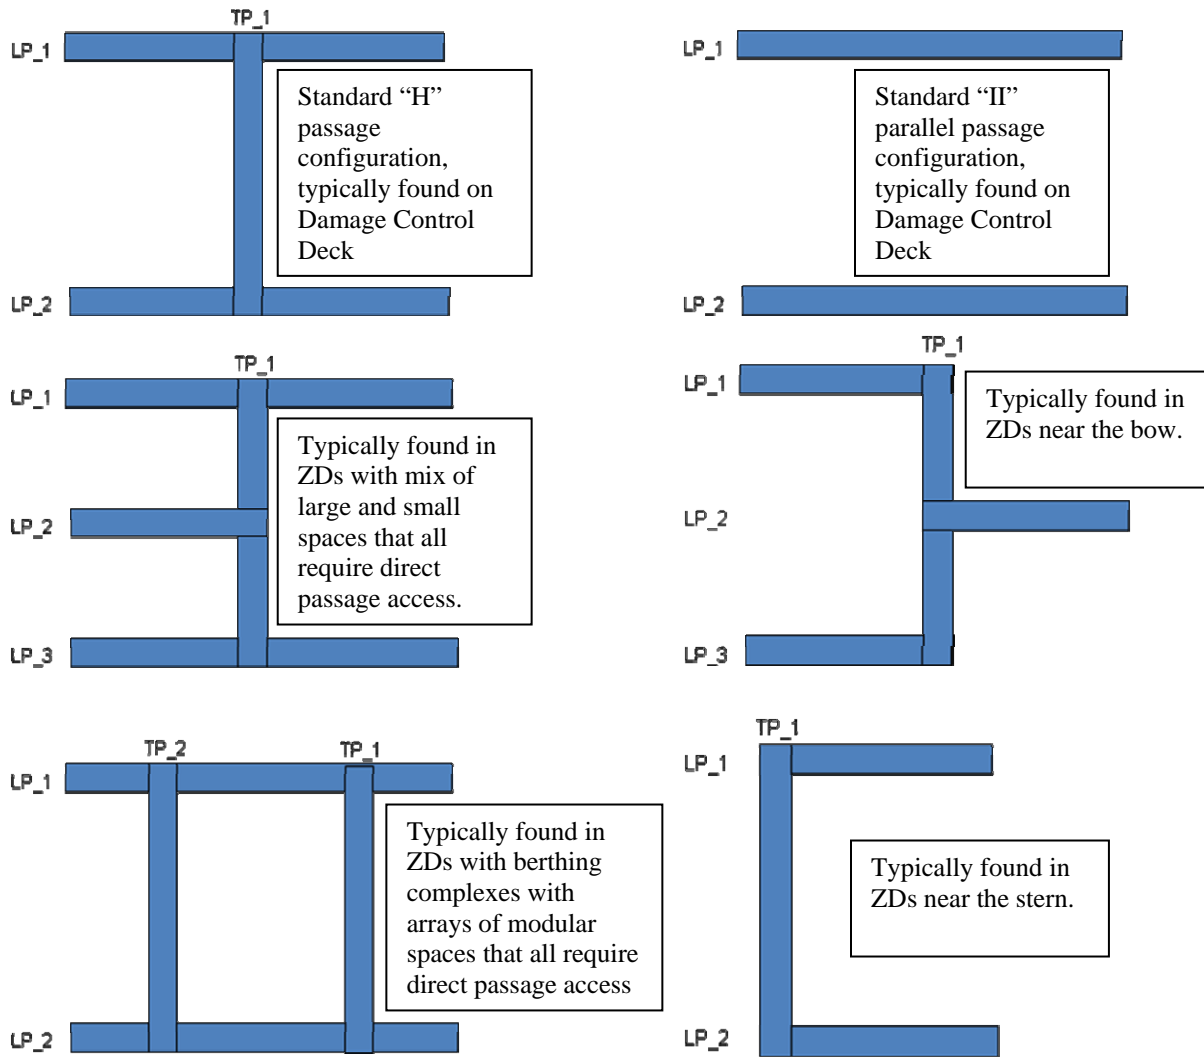 TP_1
LP_1
Standard “H”
passage
configuration,
typically found on
Damage Control
Deck
LP_2
LP_1
Standard “II”
parallel passage
configuration,
typically found on
Damage Control
Deck
LP_2
TP_1
LP_1
Typically found in
ZDs with mix of
large and small
spaces that all
require direct
passage access.
LP_2
LP_3
TP_1
LP_1
Typically found in
ZDs near the bow.
LP_2
LP_3
TP_2
TP_1
LP_1
Typically found in
ZDs with berthing
complexes with
arrays of modular
spaces that all require
direct passage access
LP_2
TP_1
LP_1
Typically found in
ZDs near the stern.
LP_2